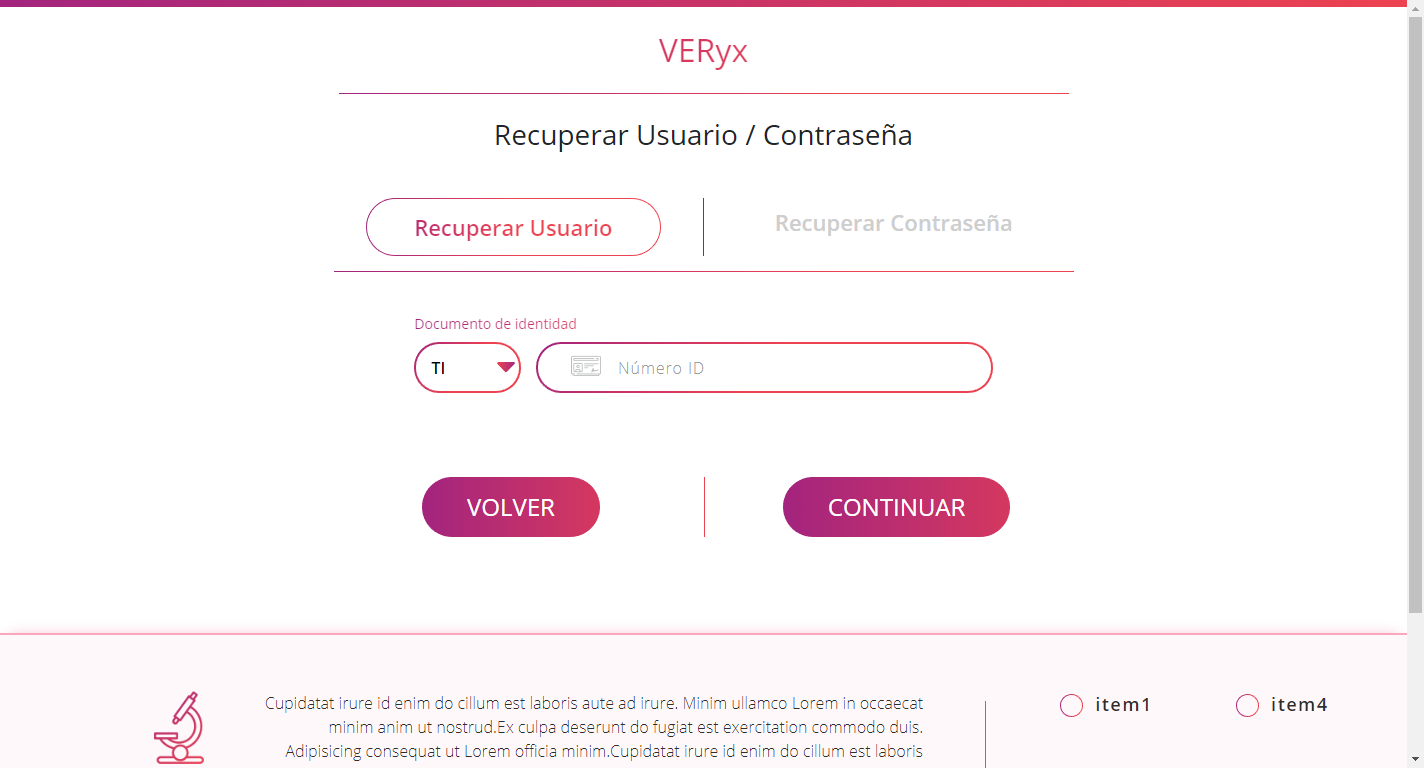 VERyx
Recuperar Usuario / Contraseña
Recuperar Usuario
Recuperar Contraseña
Documento de identidad
TI
Número ID
VOLVER
CONTINUAR
Cupidatat irure id enim do cillum est laboris aute ad irure. Minim ullamco Lorem in occaecat
minim anim ut nostrud.Ex culpa deserunt do fugiat est exercitation commodo duis.
Adipisicing consequat ut Lorem officia minim.Cupidatat irure id enim do cillum est laboris
item1
item4